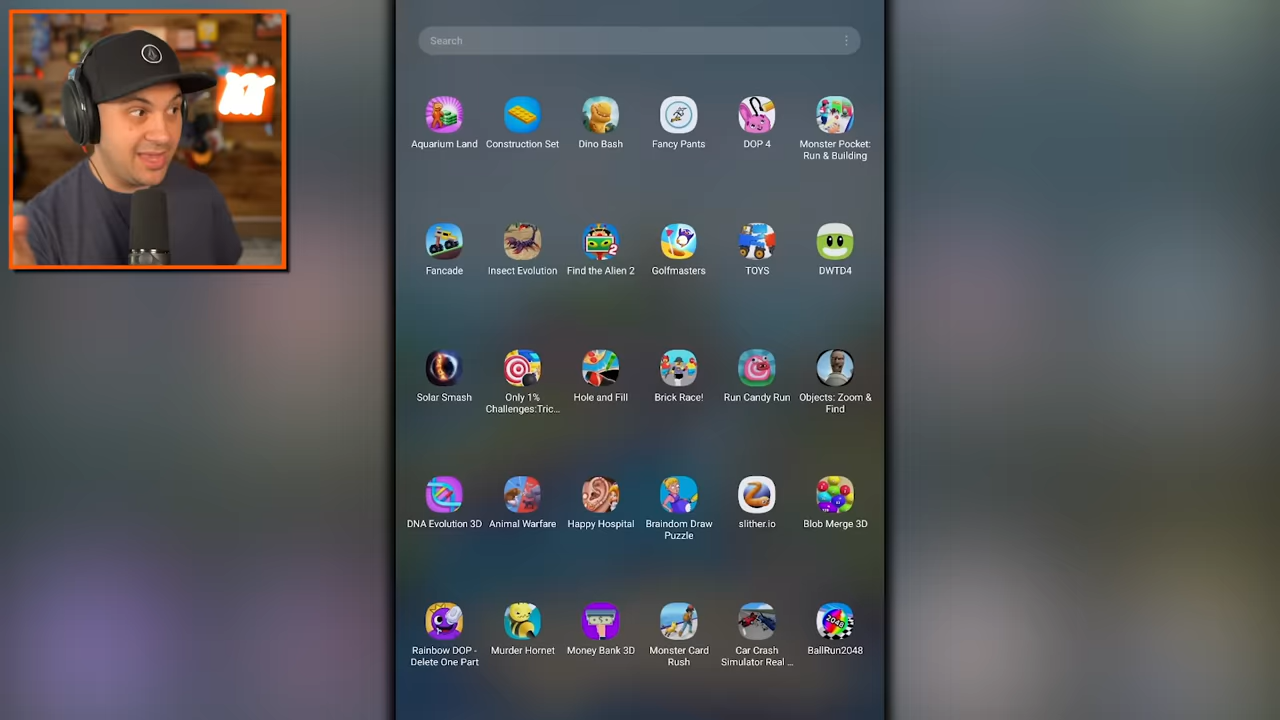 Search
Aquarium Land
Construction Set
Dino Bash
Fancy Pants
DOP 4
Monster Pocket:
Run & Building
Fancade
Insect Evolution
Find the Alien 2
Golfmasters
TOYS
DWTD4
Solar Smash
Only 1%
Challenges:Tric...
Hole and Fill
Brick Race!
Run Candy Run
Objects: Zoom &
Find
DNA Evolution 3D
Animal Warfare
Happy Hospital
Braindom Draw
Puzzle
slither.io
Blob Merge 3D
Rainbow DOP -
Delete One Part
Murder Hornet
Money Bank 3D
Monster Card
Rush
Car Crash
Simulator Real ...
2048
BallRun2048